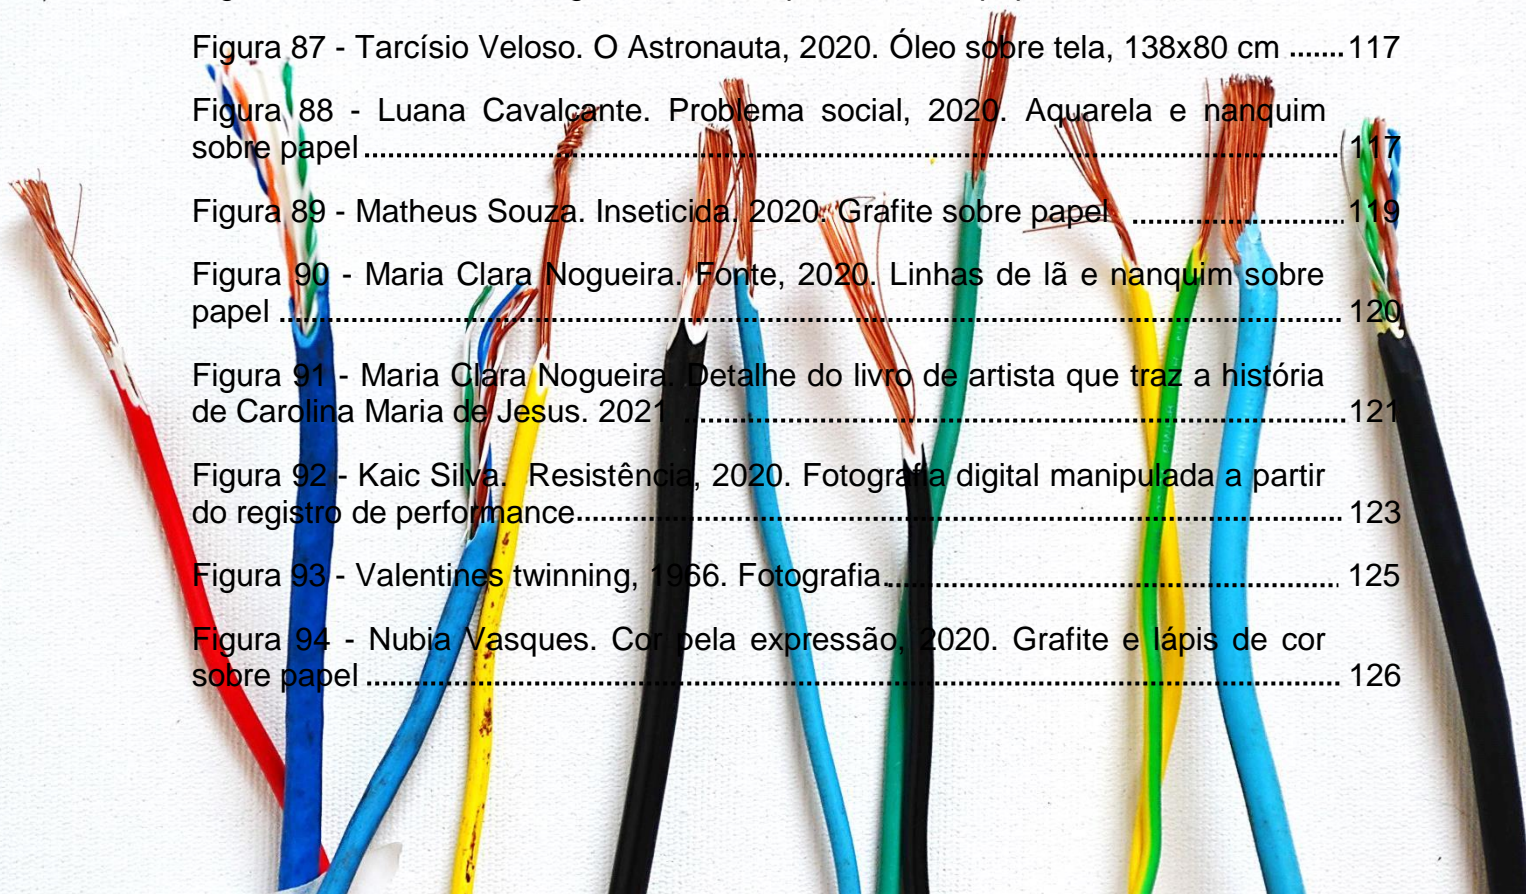 Figura 87 - Tarcísio Veloso. O Astronauta, 2020. Óleo sobre tela, 138x80 cm .......117
Figura 88 - Luana Cavalcante. Problema social, 2020. Aquarela e nanquim
sobre papel ........................................................................ 117
Figura 89 - Matheus Souza. Inseticida. 2020. Grafite sobre papel ..........................119
Figura 90 - Maria Clara Nogueira. Fonte, 2020. Linhas de lã e nanquim sobre
papel ........................................................................ 120
Figura 91 - Maria Clara Nogueira. Detalhe do livro de artista que traz a história
de Carolina Maria de Jesus. 2021 ........................................................................121
Figura 92 - Kaic Silva. Resistência, 2020. Fotografia digital manipulada a partir
do registro de performance........................................................................ 123
Figura 93 - Valentines twinning, 1966. Fotografia........................................................ 125
Figura 94 - Nubia Vasques. Cor pela expressão, 2020. Grafite e lápis de cor
sobre papel ........................................................................ 126